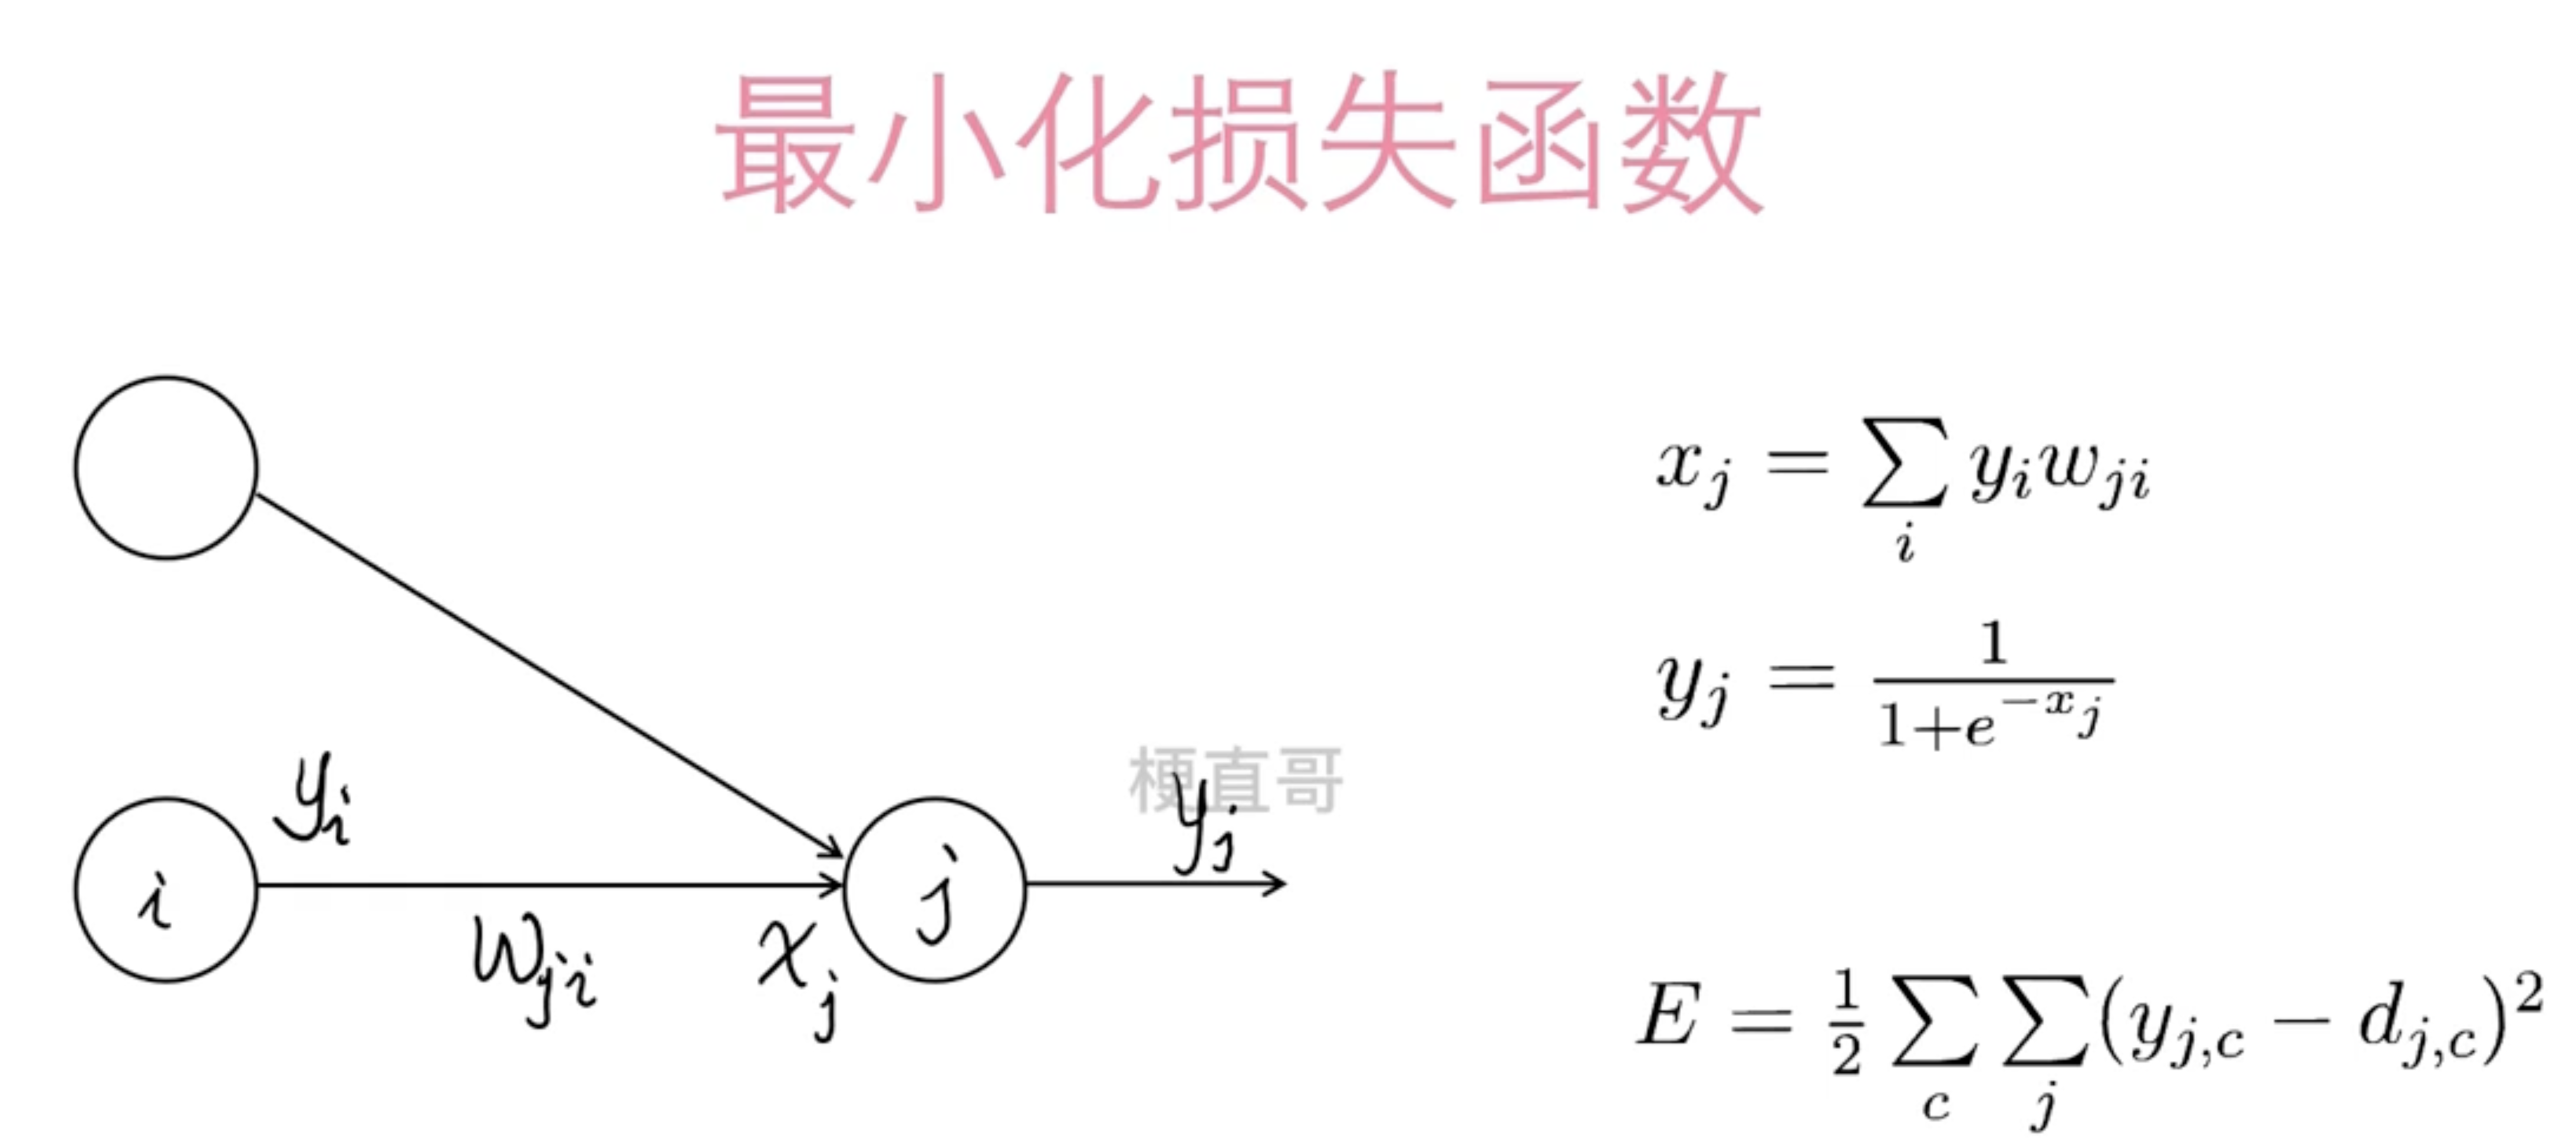 最小化损失函数
x_j = \sum_i y_i w_{ji}
y_j = \frac{1}{1+e^{-x_j}}
梗直哥
y_i
y_j
i
j
w_{ji}
x_j
E = \frac{1}{2} \sum_c \sum_j (y_{j,c} - d_{j,c})^2